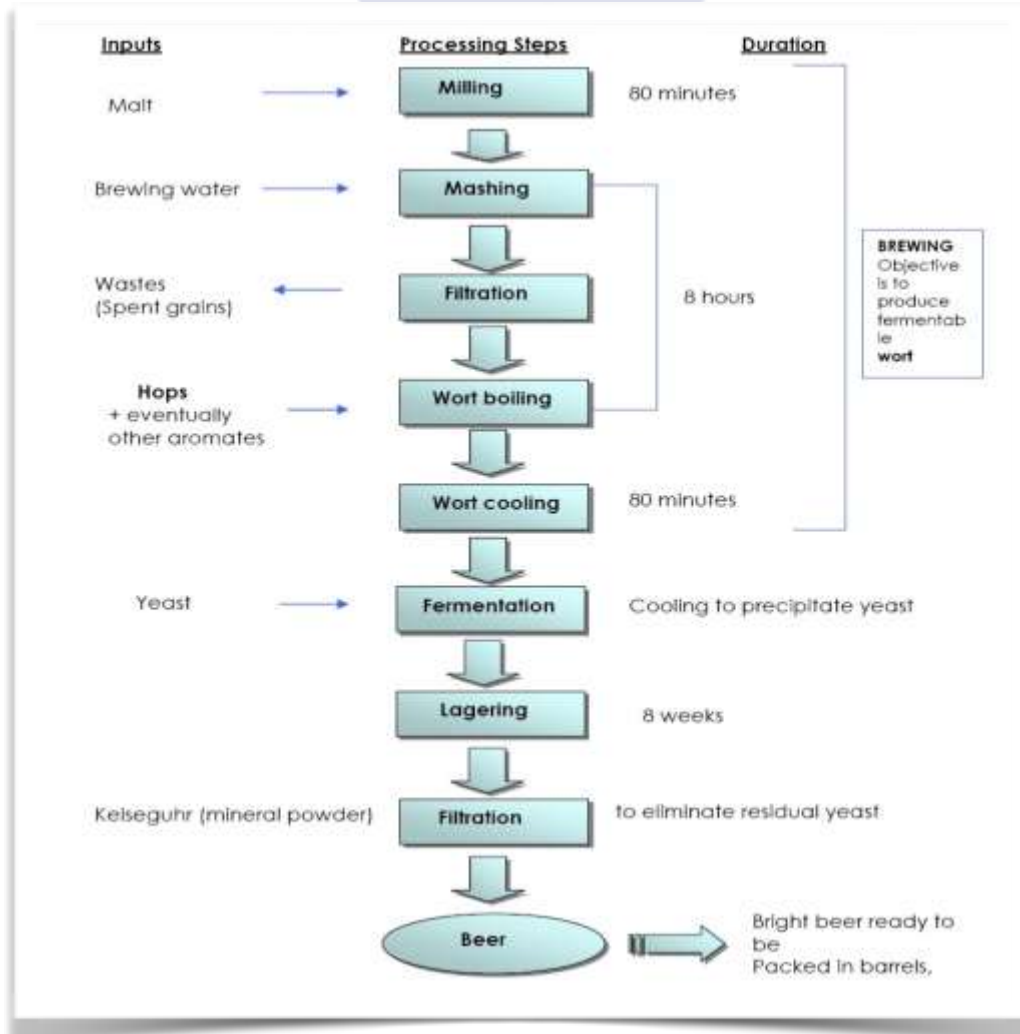 Inputs Processing Steps Duration
Malt
Milling
80 minutes
Brewing water
Mashing
Wastes
(Spent grains)
Filtration
8 hours
BREWING
Objective
is to
produce
fermentab
le
wort
Hops
+ eventually
other aromates
Wort boiling
Wort cooling
80 minutes
Yeast
Fermentation
Cooling to precipitate yeast
Lagering
8 weeks
Keiseguhr (mineral powder)
Filtration
to eliminate residual yeast
Beer
Bright beer ready to
be
Packed in barrels,